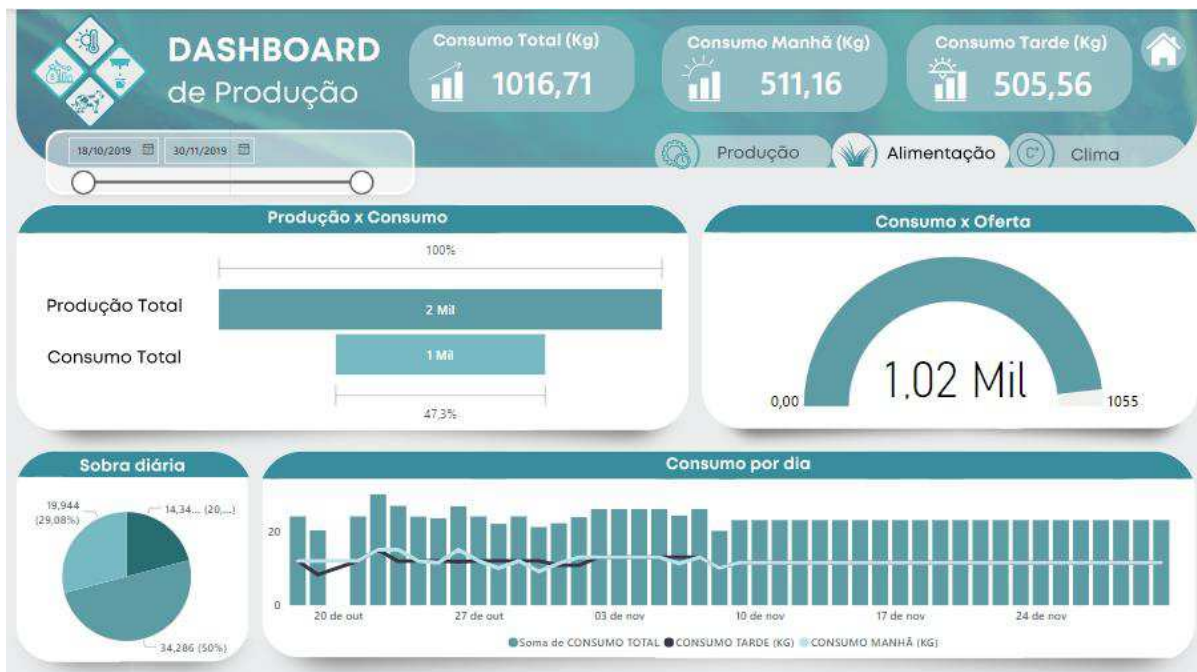 DASHBOARD
de Produção
Consumo Total (Kg)
1016,71
Consumo Manhã (Kg)
511,16
Consumo Tarde (Kg)
505,56
18/10/2019
30/11/2019
Produção
Alimentação
C°
Clima
Produção x Consumo
100%
Produção Total
2 Mil
Consumo Total
1 Mil
47,3%
Consumo x Oferta
0,00
1,02 Mil
1055
Sobra diária
19,944
(29,08%)
14,34... (20,...)
34,286 (50%)
Consumo por dia
20
0
20 de out
27 de out
03 de nov
10 de nov
17 de nov
24 de nov
Soma de CONSUMO TOTAL CONSUMO TARDE (KG) CONSUMO MANHÃ (KG)